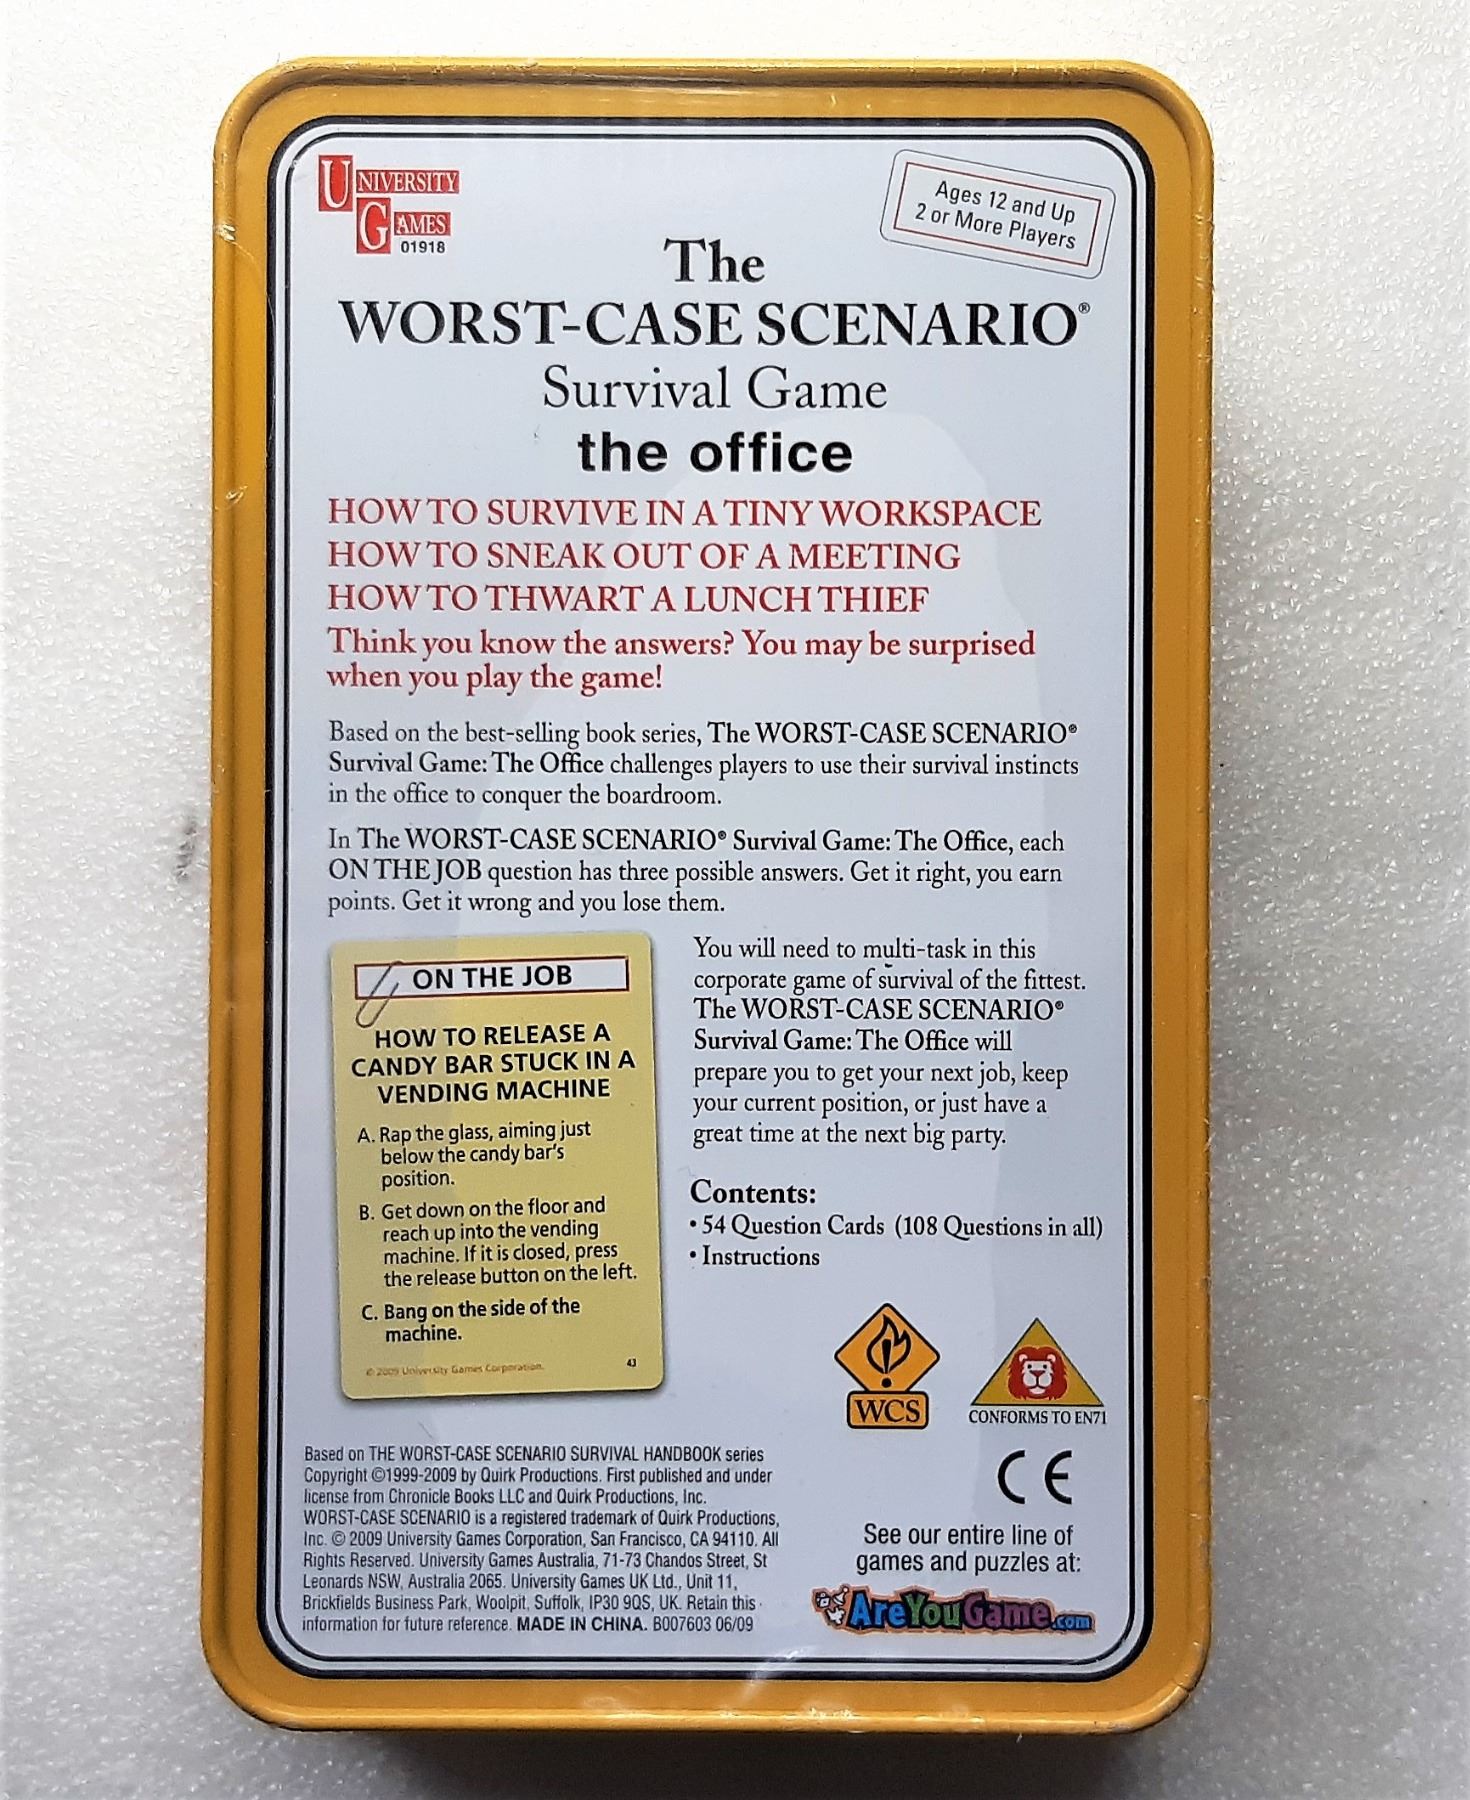 UNIVERSITY
GAMES
01918
Ages 12 and Up
2 or More Players
The
WORST-CASE SCENARIO®
Survival Game
the office
HOW TO SURVIVE IN A TINY WORKSPACE
HOW TO SNEAK OUT OF A MEETING
HOW TO THWART A LUNCH THIEF
Think you know the answers? You may be surprised
when you play the game!
Based on the best-selling book series, The WORST-CASE SCENARIO®
Survival Game: The Office challenges players to use their survival instincts
in the office to conquer the boardroom.
In The WORST-CASE SCENARIO® Survival Game: The Office, each
ON THE JOB question has three possible answers. Get it right, you earn
points. Get it wrong and you lose them.
ON THE JOB
HOW TO RELEASE A
CANDY BAR STUCK IN A
VENDING MACHINE
A. Rap the glass, aiming just
below the candy bar's
position.
B. Get down on the floor and
reach up into the vending
machine. If it is closed, press
the release button on the left.
C. Bang on the side of the
machine.
© 2009 University Games Corporation.
43
You will need to multi-task in this
corporate game of survival of the fittest.
The WORST-CASE SCENARIO®
Survival Game: The Office will
prepare you to get your next job, keep
your current position, or just have a
great time at the next big party.
Contents:
• 54 Question Cards (108 Questions in all)
• Instructions
WCS
CONFORMS TO EN71
CE
Based on THE WORST-CASE SCENARIO SURVIVAL HANDBOOK series
Copyright ©1999-2009 by Quirk Productions. First published and under
license from Chronicle Books LLC and Quirk Productions, Inc.
WORST-CASE SCENARIO is a registered trademark of Quirk Productions,
Inc. © 2009 University Games Corporation, San Francisco, CA 94110. All
Rights Reserved. University Games Australia, 71-73 Chandos Street, St
Leonards NSW, Australia 2065. University Games UK Ltd., Unit 11,
Brickfields Business Park, Woolpit, Suffolk, IP30 9QS, UK. Retain this
information for future reference. MADE IN CHINA. B007603 06/09
See our entire line of
games and puzzles at:
AreYouGame.com